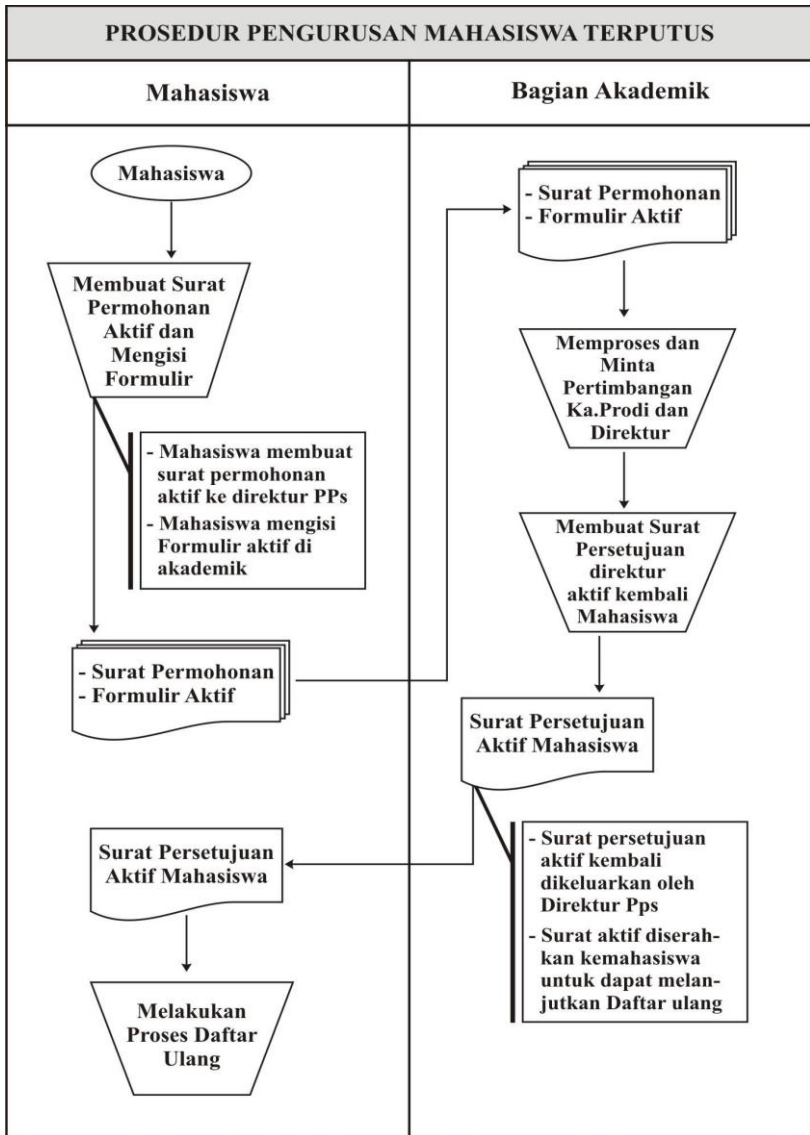 PROSEDUR PENGURUSAN MAHASISWA TERPUTUS
Mahasiswa
Bagian Akademik
Mahasiswa
Membuat Surat
Permohonan
Aktif dan
Mengisi
Formulir
- Mahasiswa membuat
surat permohonan
aktif ke direktur PPs
- Mahasiswa mengisi
Formulir aktif di
akademik
- Surat Permohonan
- Formulir Aktif
- Surat Permohonan
- Formulir Aktif
Memproses dan
Minta
Pertimbangan
Ka.Prodi dan
Direktur
Membuat Surat
Persetujuan
direktur
aktif kembali
Mahasiswa
Surat Persetujuan
Aktif Mahasiswa
- Surat persetujuan
aktif kembali
dikeluarkan oleh
Direktur Pps
- Surat aktif diserah-
kan kemahasiswa
untuk dapat melan-
jutkan Daftar ulang
Surat Persetujuan
Aktif Mahasiswa
Melakukan
Proses Daftar
Ulang